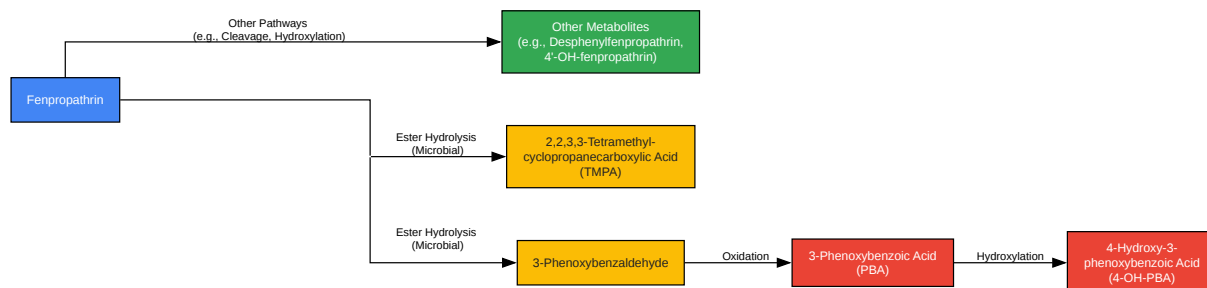 Other Pathways
(e.g., Cleavage, Hydroxylation)
Other Metabolites
(e.g., Desphenylfenpropathrin,
4'-OH-fenpropathrin)
Fenpropathrin
Ester Hydrolysis
(Microbial)
2,2,3,3-Tetramethyl-
cyclopropanecarboxylic Acid
(TMPA)
Ester Hydrolysis
(Microbial)
3-Phenoxybenzaldehyde
Oxidation
3-Phenoxybenzoic Acid
(PBA)
Hydroxylation
4-Hydroxy-3-
phenoxybenzoic Acid
(4-OH-PBA)